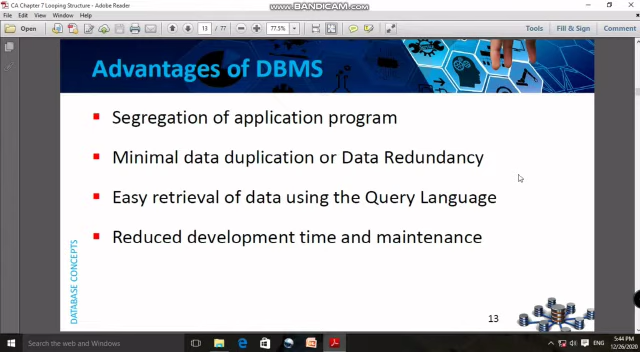 CA Chapter 7 Looping Structure - Adobe Reader
www.BANDICAM.com
File Edit View Window Help
Open
13 / 77
77.5%
Tools
Fill & Sign
Comment
Advantages of DBMS
Segregation of application program
Minimal data duplication or Data Redundancy
Easy retrieval of data using the Query Language
Reduced development time and maintenance
DATABASE CONCEPTS
13
Search the web and Windows
ENG
5:44 PM
12/26/2020